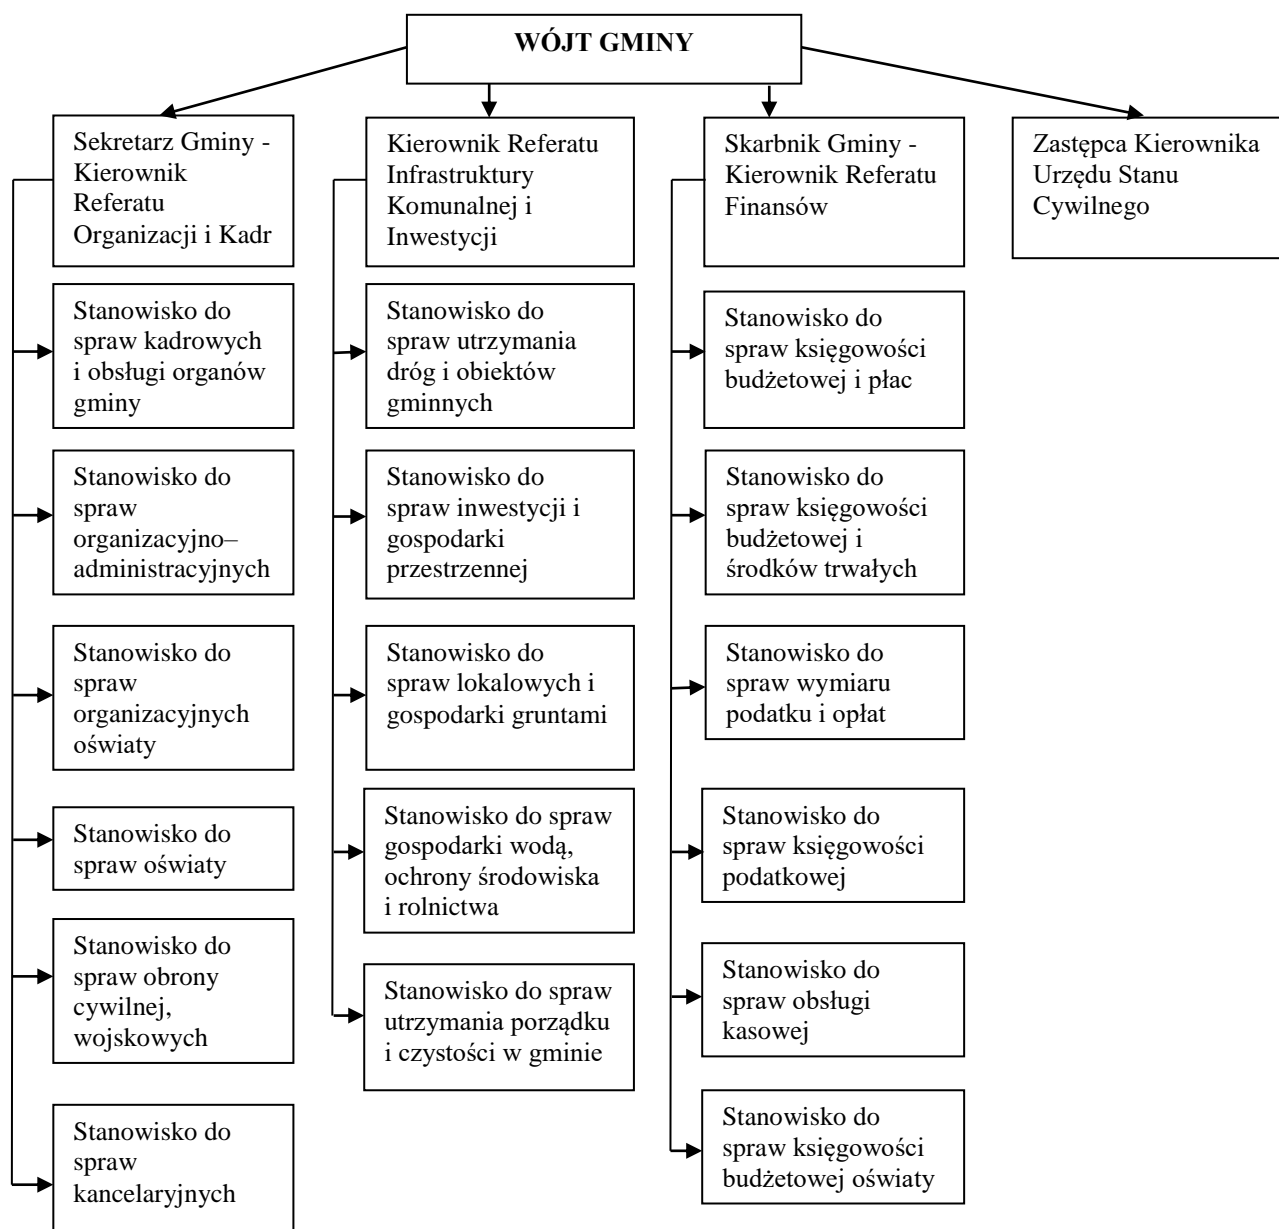 WÓJT GMINY
Sekretarz Gminy -
Kierownik
Referatu
Organizacji i Kadr
Stanowisko do
spraw kadrowych
i obsługi organów
gminy
Stanowisko do
spraw
organizacyjno–
administracyjnych
Stanowisko do
spraw
organizacyjnych
oświaty
Stanowisko do
spraw oświaty
Stanowisko do
spraw obrony
cywilnej,
wojskowych
Stanowisko do
spraw
kancelaryjnych
Kierownik Referatu
Infrastruktury
Komunalnej i
Inwestycji
Stanowisko do
spraw utrzymania
dróg i obiektów
gminnych
Stanowisko do
spraw inwestycji i
gospodarki
przestrzennej
Stanowisko do
spraw lokalowych i
gospodarki gruntami
Stanowisko do spraw
gospodarki wodą,
ochrony środowiska
i rolnictwa
Stanowisko do spraw
utrzymania porządku
i czystości w gminie
Skarbnik Gminy -
Kierownik Referatu
Finansów
Stanowisko do
spraw księgowości
budżetowej i płac
Stanowisko do
spraw księgowości
budżetowej i
środków trwałych
Stanowisko do
spraw wymiaru
podatku i opłat
Stanowisko do
spraw księgowości
podatkowej
Stanowisko do
spraw obsługi
kasowej
Stanowisko do
spraw księgowości
budżetowej oświaty
Zastępca Kierownika
Urzędu Stanu
Cywilnego